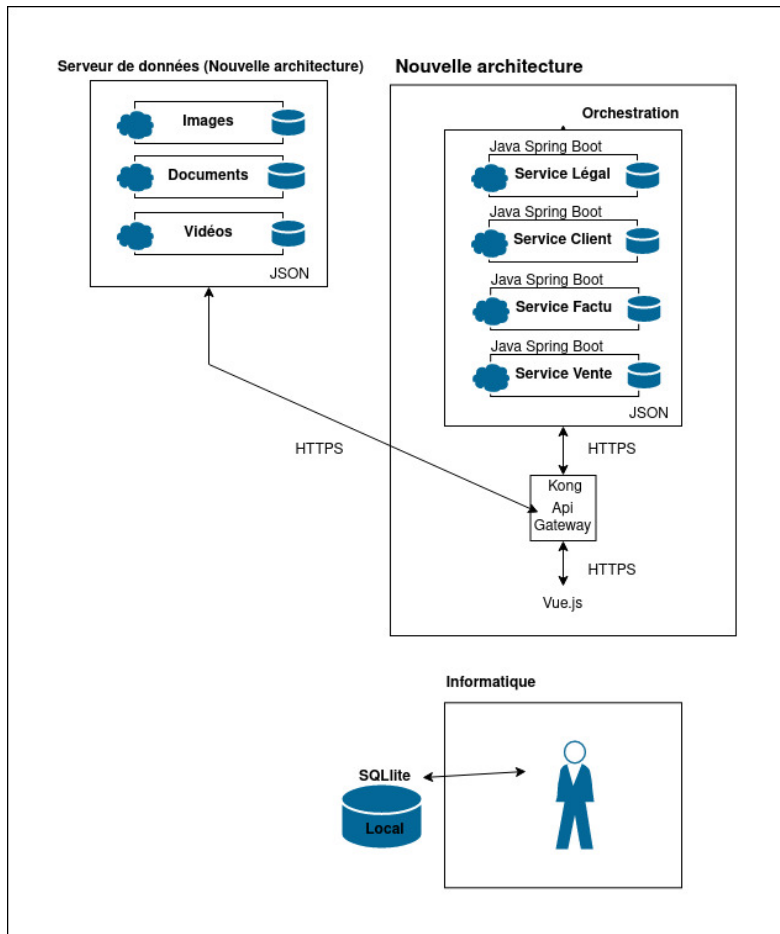 Serveur de données (Nouvelle architecture)
Images
Documents
Vidéos
JSON
Nouvelle architecture
Orchestration
Java Spring Boot
Service Légal
Java Spring Boot
Service Client
Java Spring Boot
Service Factu
Java Spring Boot
Service Vente
JSON
HTTPS
HTTPS
Kong
Api
Gateway
HTTPS
Vue.js
Informatique
SQLlite
Local